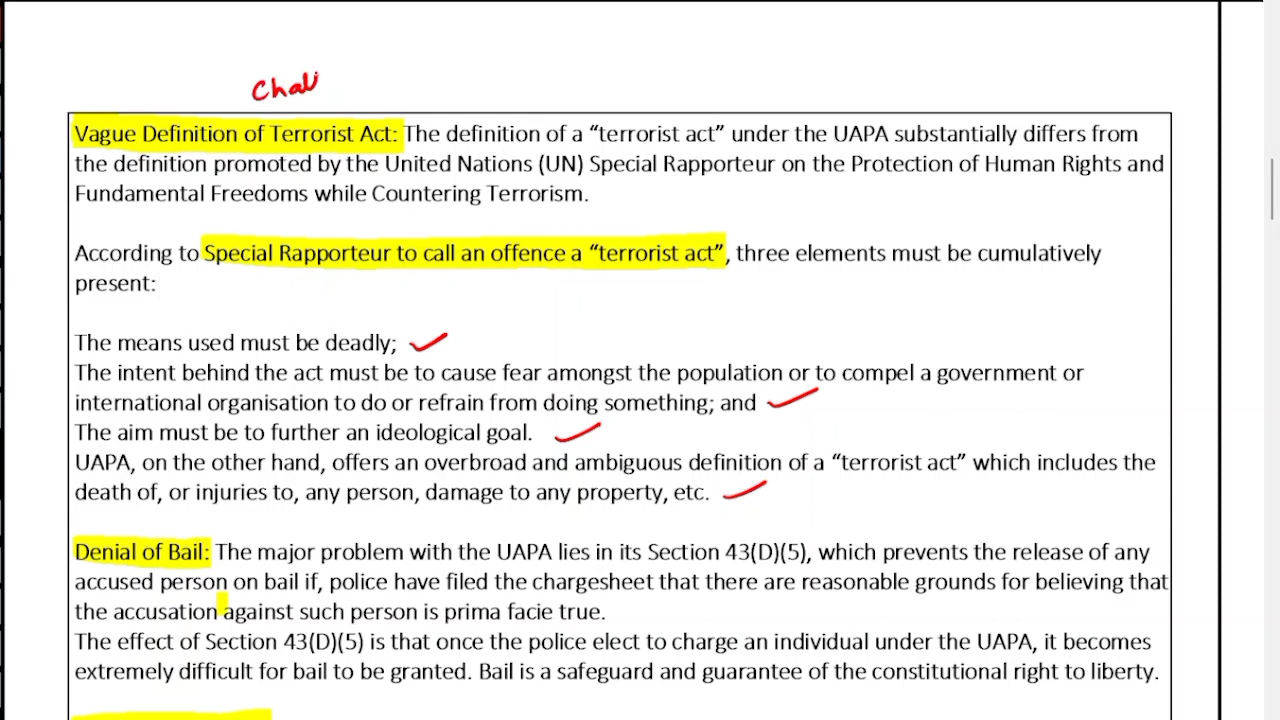 Vague Definition of Terrorist Act: The definition of a “terrorist act” under the UAPA substantially differs from
the definition promoted by the United Nations (UN) Special Rapporteur on the Protection of Human Rights and
Fundamental Freedoms while Countering Terrorism.
According to Special Rapporteur to call an offence a “terrorist act”, three elements must be cumulatively
present:
The means used must be deadly;
The intent behind the act must be to cause fear amongst the population or to compel a government or
international organisation to do or refrain from doing something; and
The aim must be to further an ideological goal.
UAPA, on the other hand, offers an overbroad and ambiguous definition of a “terrorist act” which includes the
death of, or injuries to, any person, damage to any property, etc.
Denial of Bail: The major problem with the UAPA lies in its Section 43(D)(5), which prevents the release of any
accused person on bail if, police have filed the chargesheet that there are reasonable grounds for believing that
the accusation against such person is prima facie true.
The effect of Section 43(D)(5) is that once the police elect to charge an individual under the UAPA, it becomes
extremely difficult for bail to be granted. Bail is a safeguard and guarantee of the constitutional right to liberty.